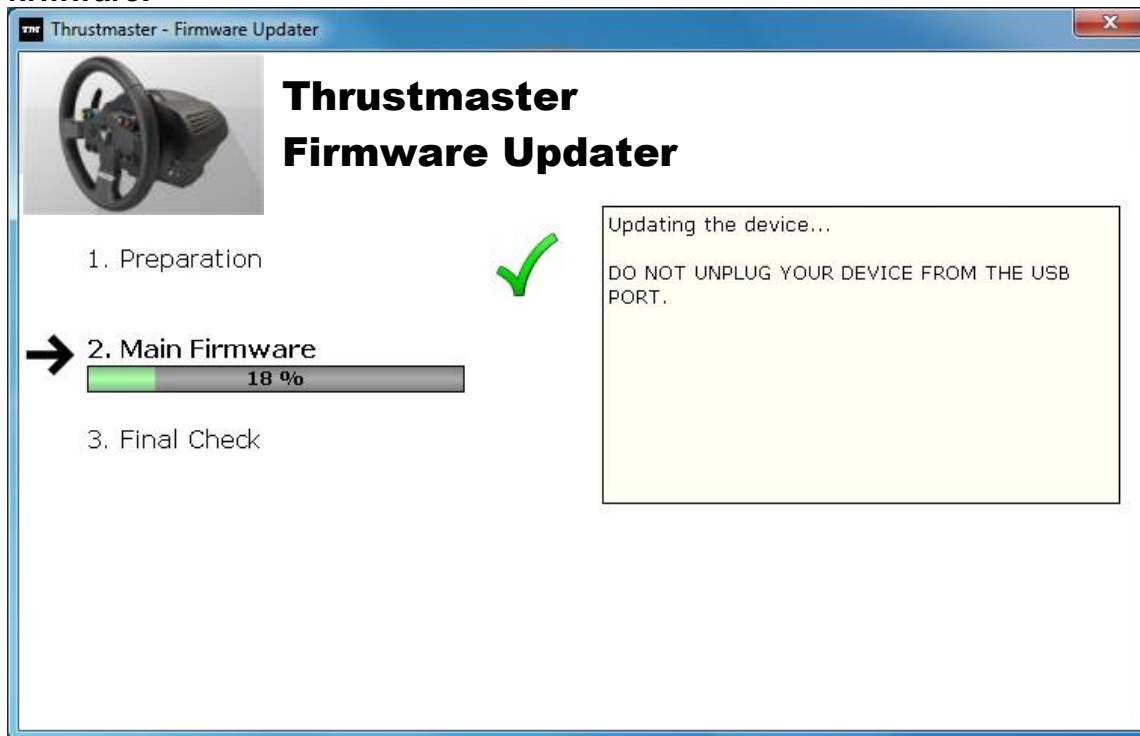 Thrustmaster - Firmware Updater
Thrustmaster
Firmware Updater
1. Preparation
2. Main Firmware
18 %
3. Final Check
Updating the device...
DO NOT UNPLUG YOUR DEVICE FROM THE USB
PORT.